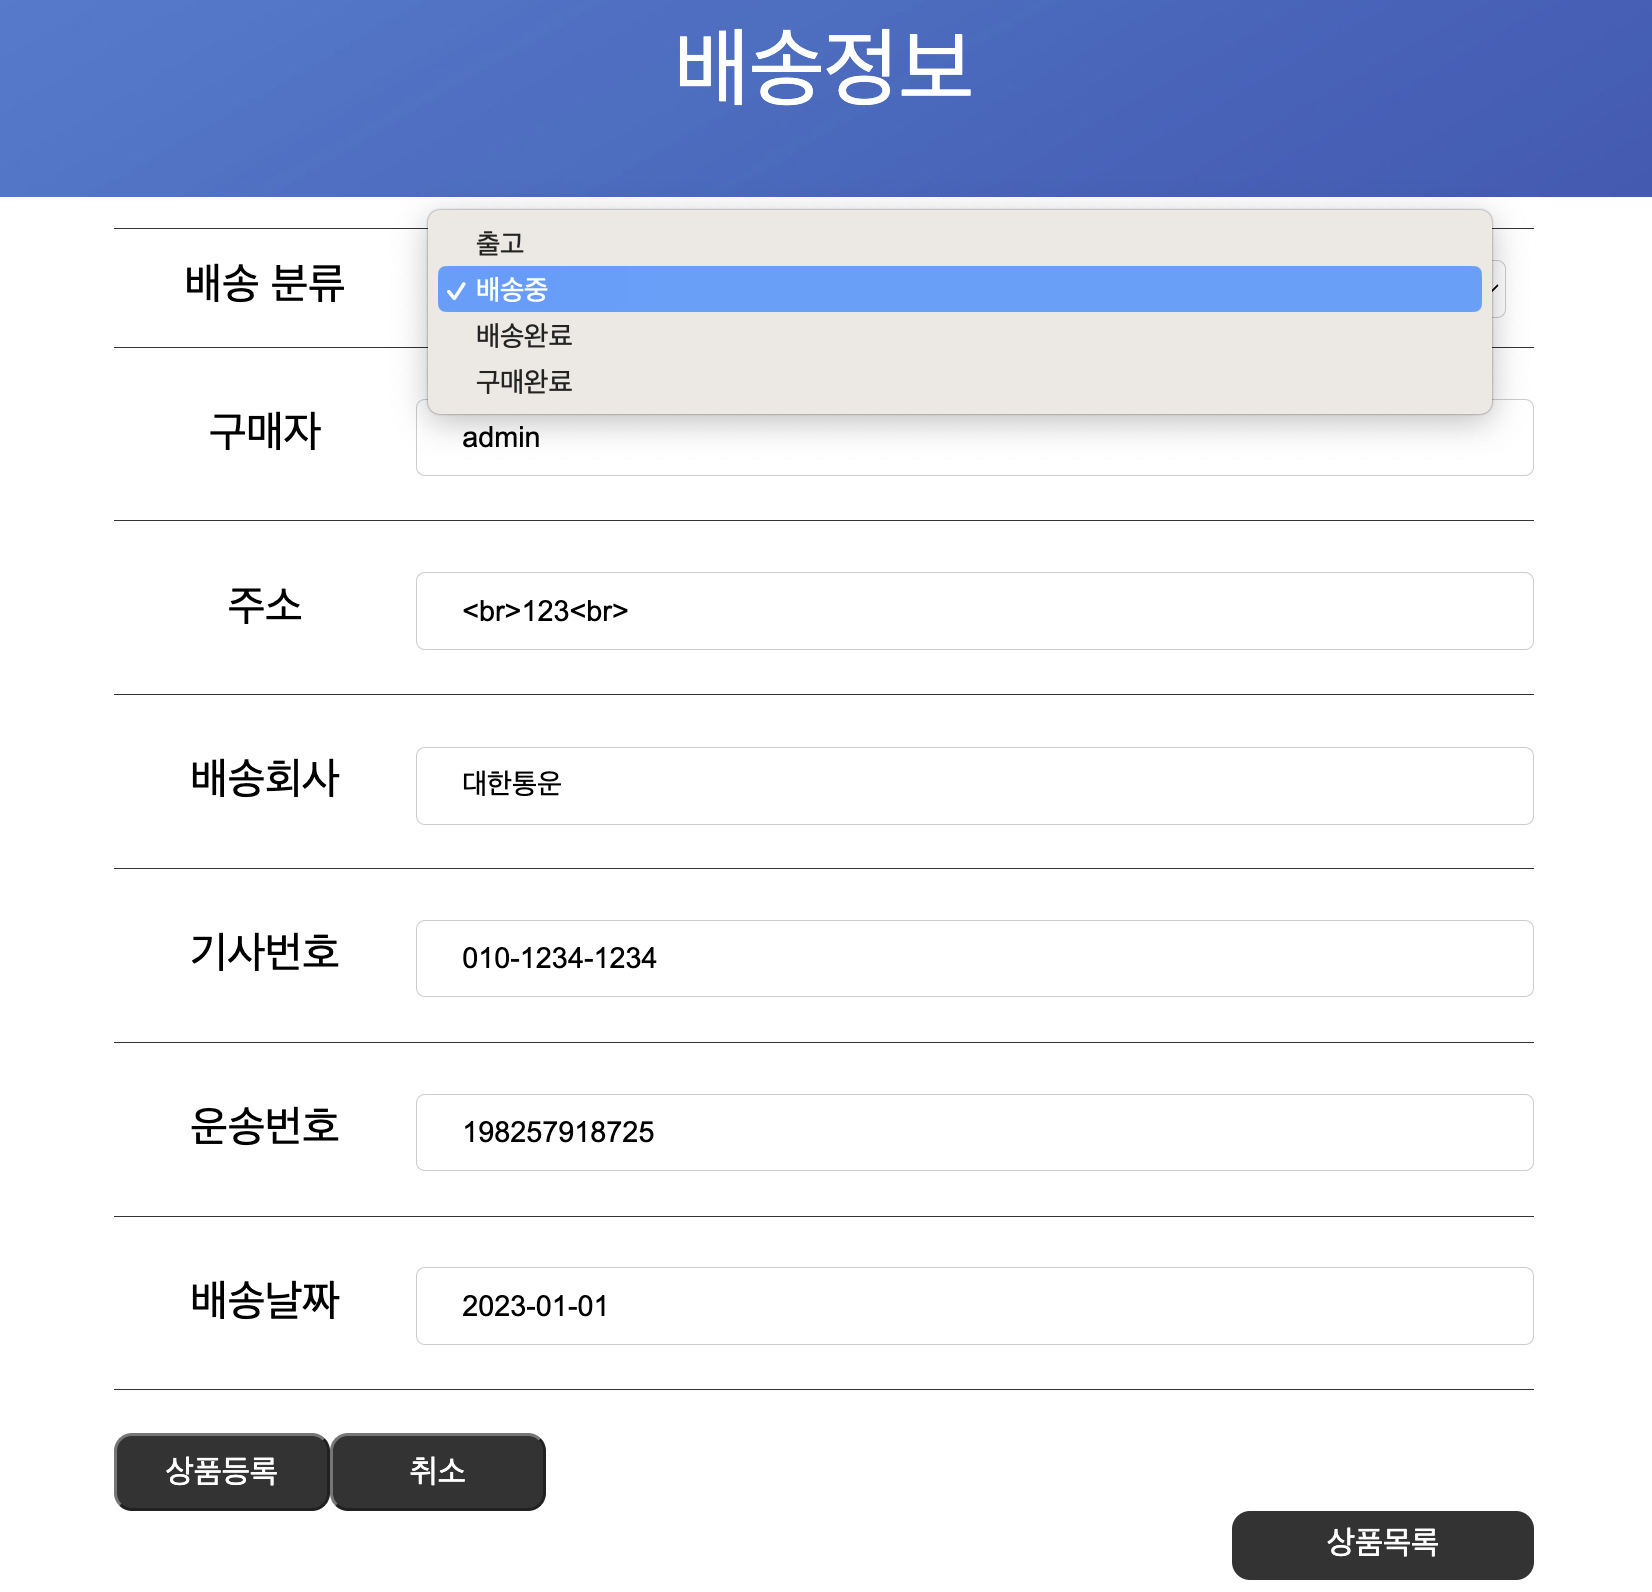 배송정보
배송 분류
출고
배송중
배송완료
구매완료
구매자
admin
주소
<br>123<br>
배송회사
대한통운
기사번호
010-1234-1234
운송번호
198257918725
배송날짜
2023-01-01
상품등록
취소
상품목록